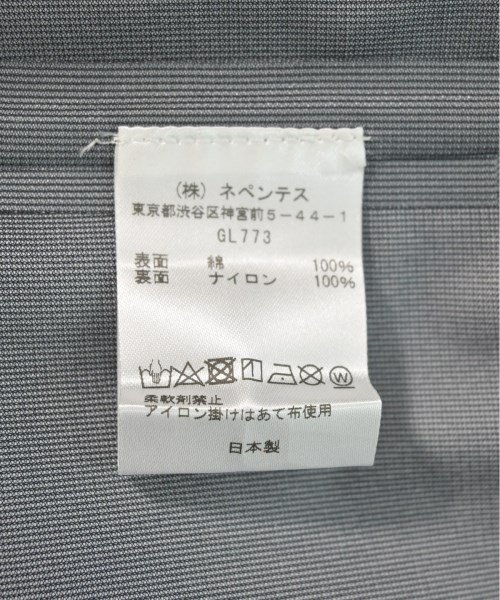 (株) ネペンテス
東京都渋谷区神宮前5-44-1
GL773
表面 綿 100%
裏面 ナイロン 100%
柔軟剤禁止
アイロン掛けはあて布使用
日本製